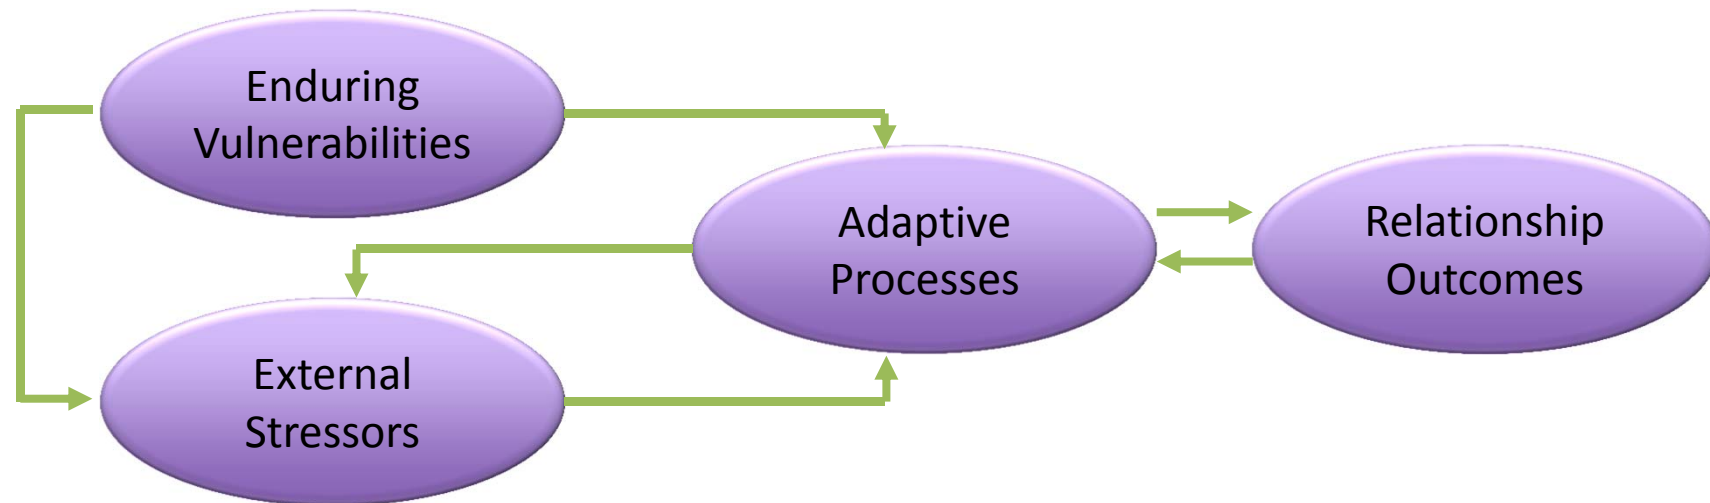 Enduring
Vulnerabilities
Adaptive
Processes
Relationship
Outcomes
External
Stressors